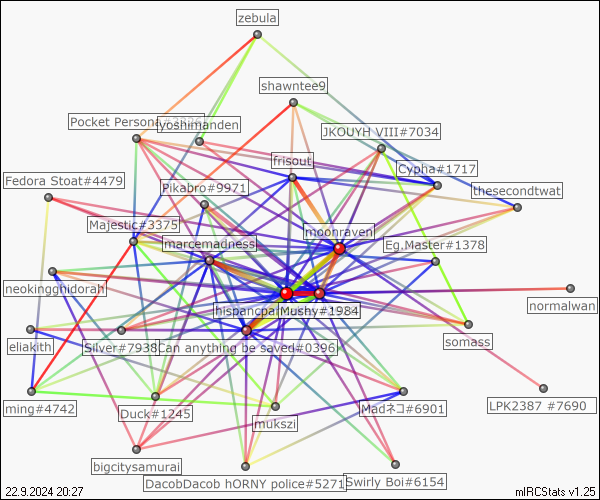 zebula
shawntee9
Pocket Persona
yoshimanden
JKOUYH VIII#7034
frisout
Cypha#1717
Fedora Stoat#4479
Pikabro#9971
thesecondtwat
Majestic#3375
moonraven
marcemadness
Eg.Master#1378
neokingghidorah
hispancpa
Mushy#1984
normalwan
eliakith
Silver#7938
Can anything be saved#0396
somass
ming#4742
Duck#1245
mukszi
Madネコ#6901
LPK2387 #7690
bigcitysamurai
DacobDacob hORNY police#5271
Swirly Boi#6154
22.9.2024 20:27
mIRCStats v1.25